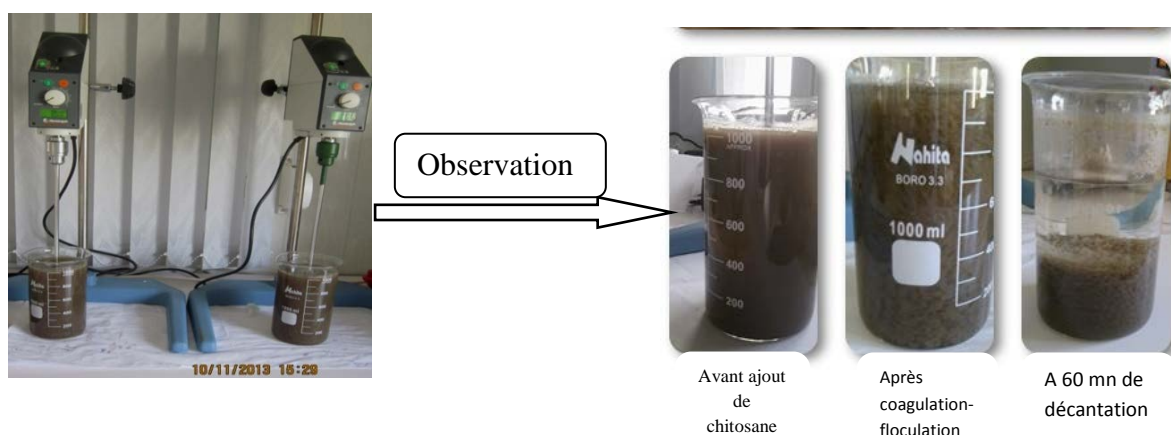 10/11/2013 15:29
Observation
1000
APPROX
800
600
400
200
Nahita
BORO 3.3
1000 ml
Avant ajout
de
chitosane
Après
coagulation-
floculation
A 60 mn de
décantation